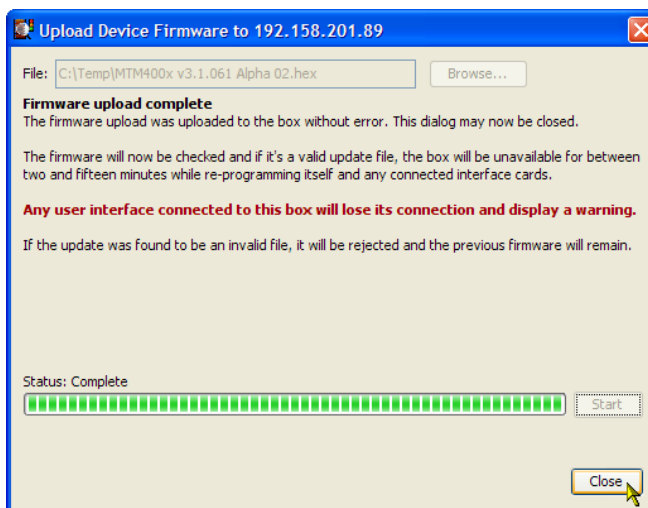 Upload Device Firmware to 192.158.201.89
File: C:\Temp\MTM400x v3.1.061 Alpha 02.hex Browse...
Firmware upload complete
The firmware upload was uploaded to the box without error. This dialog may now be closed.
The firmware will now be checked and if it's a valid update file, the box will be unavailable for between
two and fifteen minutes while re-programming itself and any connected interface cards.
Any user interface connected to this box will lose its connection and display a warning.
If the update was found to be an invalid file, it will be rejected and the previous firmware will remain.
Status: Complete
Start
Close